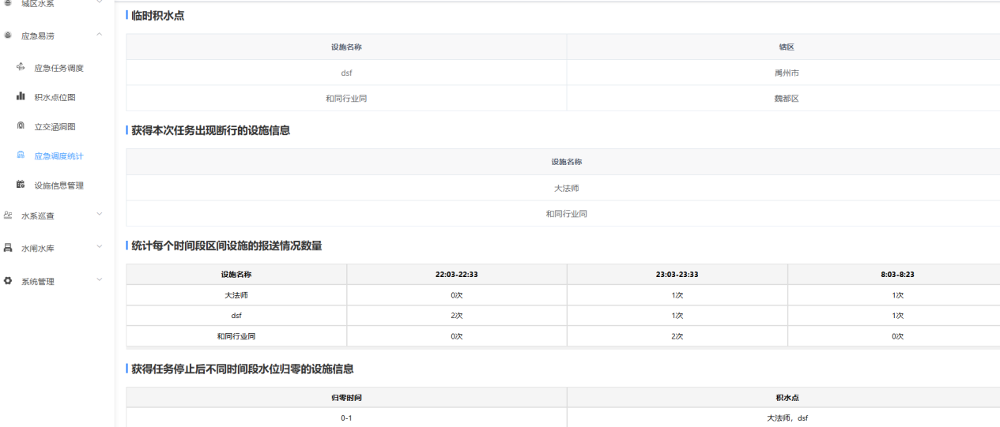 城区水系
应急易涝
应急任务调度
积水点位图
立交涵洞图
应急调度统计
设施信息管理
水系巡查
水闸水库
系统管理
临时积水点
设施名称 辖区
dsf 禹州市
和同行业同 魏都区
获得本次任务出现断行的设施信息
设施名称
大法师
和同行业同
统计每个时间段区间设施的报送情况数量
设施名称 22:03-22:33 23:03-23:33 8:03-8:23
大法师 0次 1次 1次
dsf 2次 1次 1次
和同行业同 0次 2次 0次
获得任务停止后不同时间段水位归零的设施信息
归零时间 积水点
0-1 大法师，dsf